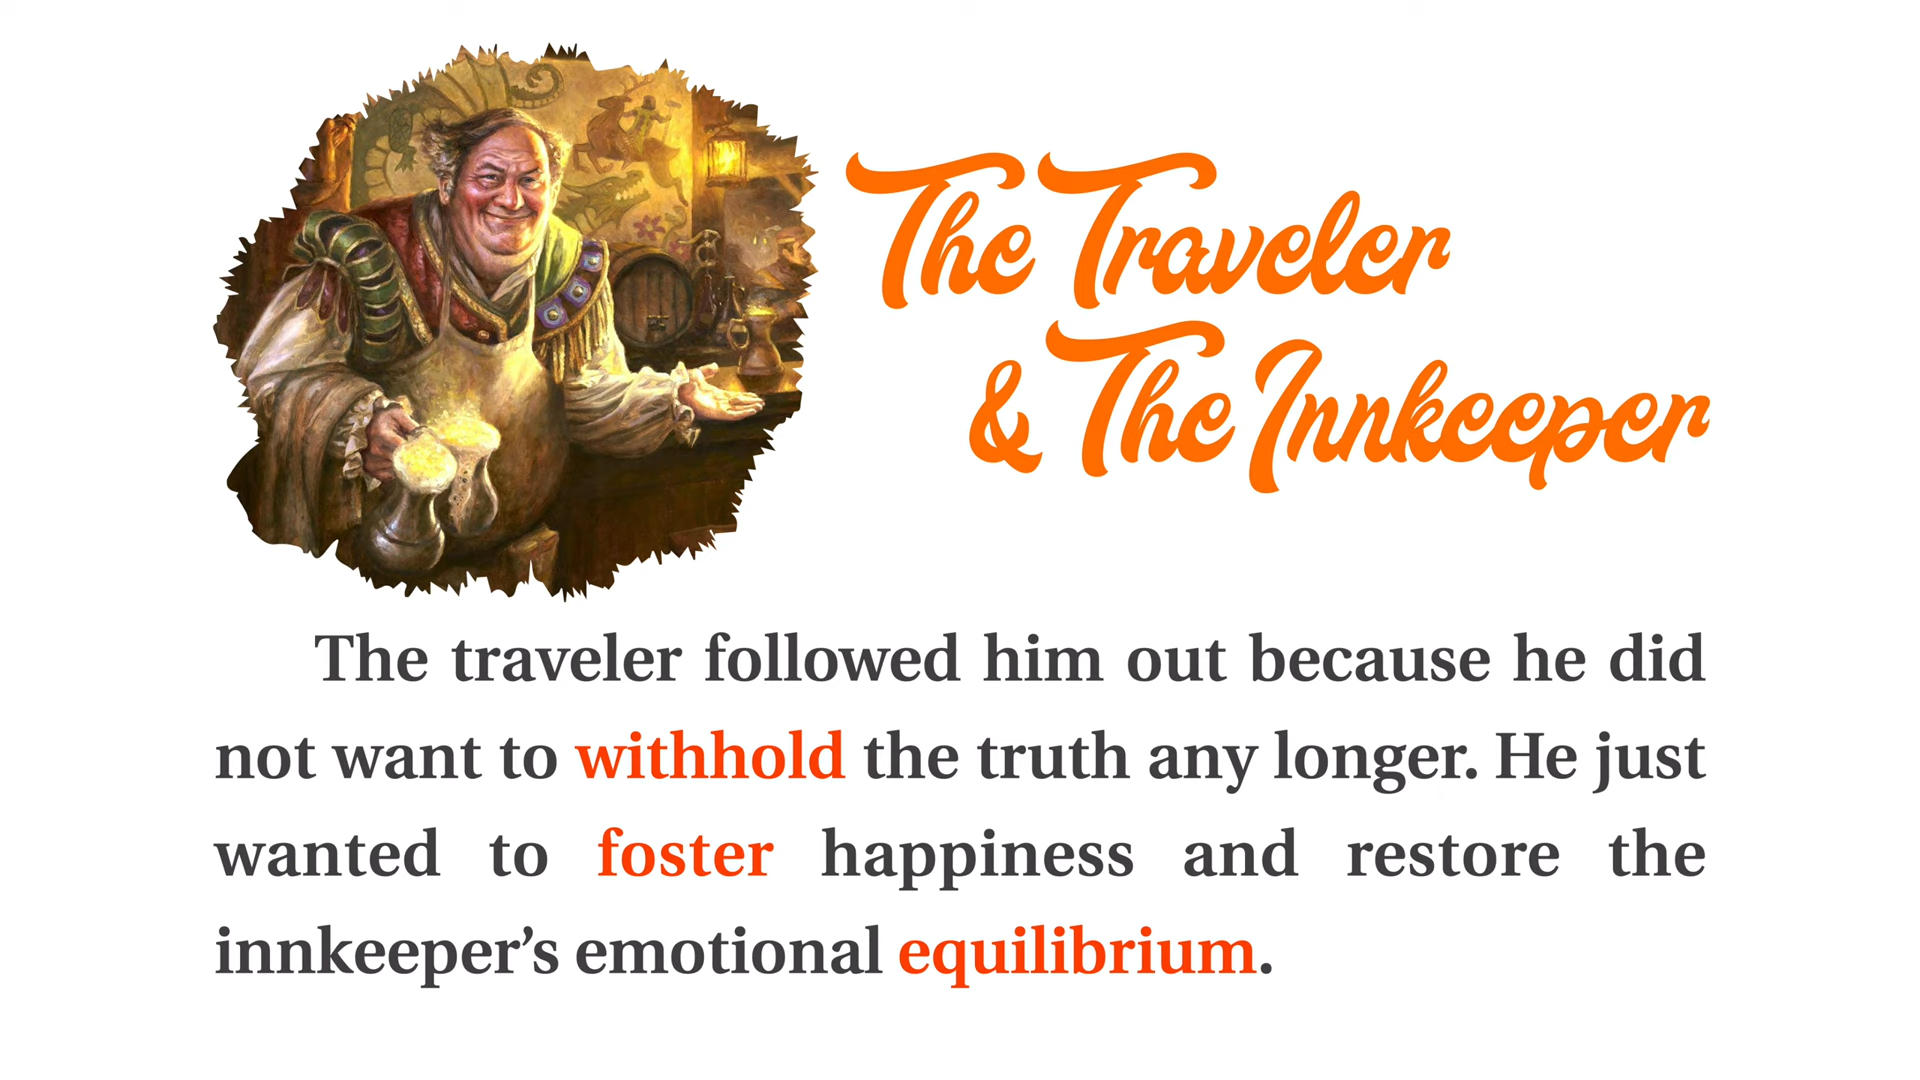 The Traveler
& The Innkeeper
The traveler followed him out because he did
not want to withhold the truth any longer. He just
wanted to foster happiness and restore the
innkeeper’s emotional equilibrium.